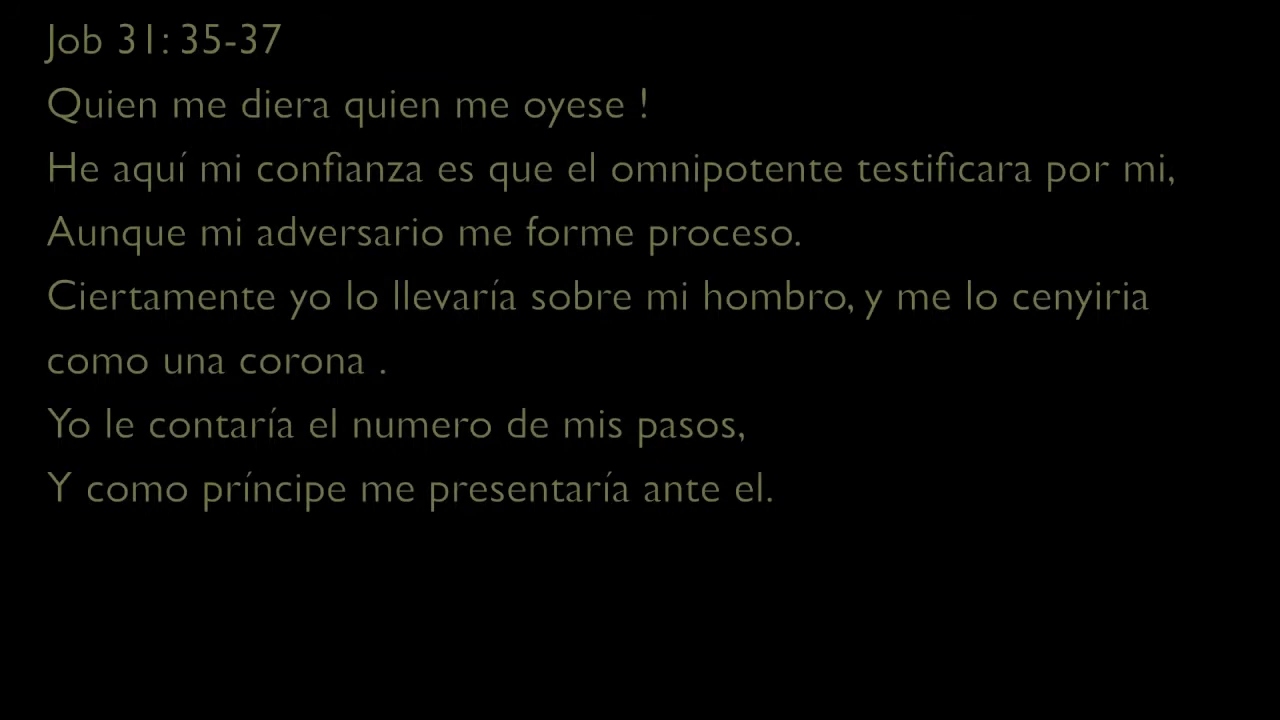 Job 31: 35-37
Quien me diera quien me oyese !
He aquí mi confianza es que el omnipotente testificara por mi,
Aunque mi adversario me forme proceso.
Ciertamente yo lo llevaría sobre mi hombro, y me lo cenyiria
como una corona .
Yo le contaría el numero de mis pasos,
Y como príncipe me presentaría ante el.